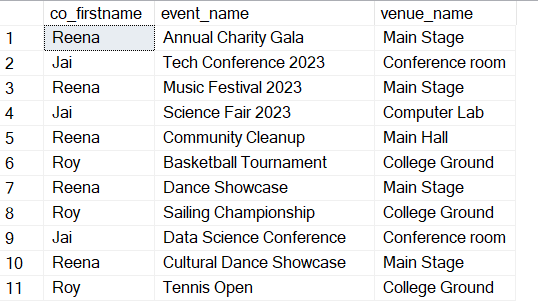 co_firstname event_name venue_name
1 Reena Annual Charity Gala Main Stage
2 Jai Tech Conference 2023 Conference room
3 Reena Music Festival 2023 Main Stage
4 Jai Science Fair 2023 Computer Lab
5 Reena Community Cleanup Main Hall
6 Roy Basketball Tournament College Ground
7 Reena Dance Showcase Main Stage
8 Roy Sailing Championship College Ground
9 Jai Data Science Conference Conference room
10 Reena Cultural Dance Showcase Main Stage
11 Roy Tennis Open College Ground